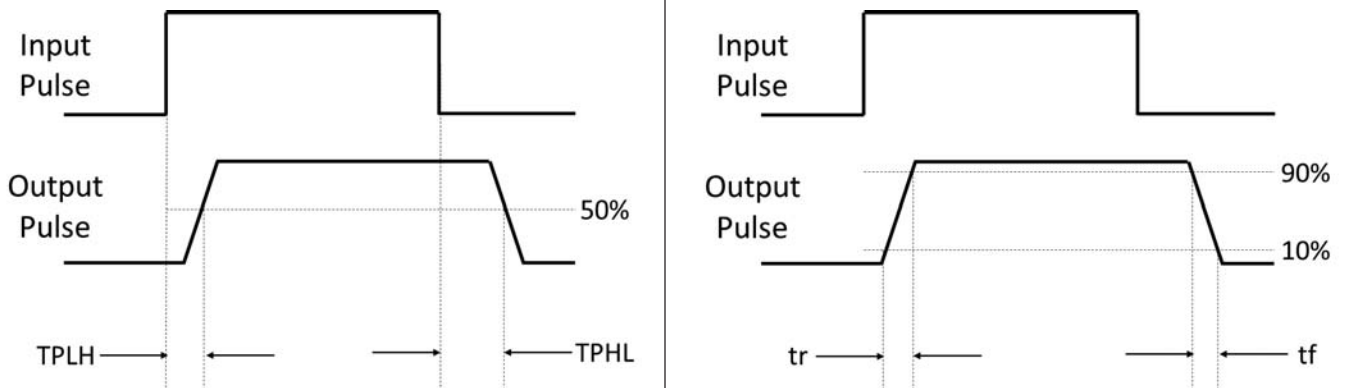 Input
Pulse
Output
Pulse
50%
TPLH
TPHL
Input
Pulse
Output
Pulse
90%
10%
tr
tf